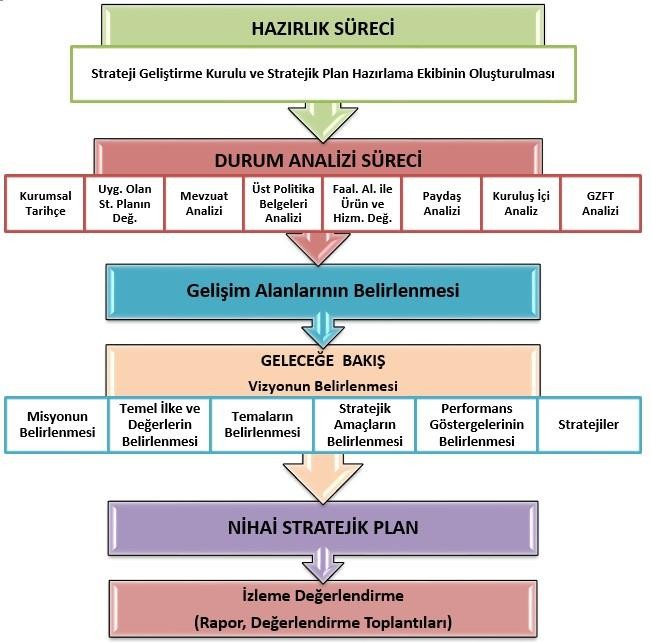 HAZIRLIK SÜRECİ
Strateji Geliştirme Kurulu ve Stratejik Plan Hazırlama Ekibinin Oluşturulması
DURUM ANALİZİ SÜRECİ
Kurumsal
Tarihçe
Uyg. Olan
St. Planın
Değ.
Mevzuat
Analizi
Üst Politika
Belgeleri
Analizi
Faal. Al. ile
Ürün ve
Hizm. Değ.
Paydaş
Analizi
Kuruluş İçi
Analiz
GZFT
Analizi
Gelişim Alanlarının Belirlenmesi
GELECEĞE BAKIŞ
Vizyonun Belirlenmesi
Misyonun
Belirlenmesi
Temel İlke ve
Değerlerin
Belirlenmesi
Temaların
Belirlenmesi
Stratejik
Amaçların
Belirlenmesi
Performans
Göstergelerinin
Belirlenmesi
Stratejiler
NİHAİ STRATEJİK PLAN
İzleme Değerlendirme
(Rapor, Değerlendirme Toplantıları)